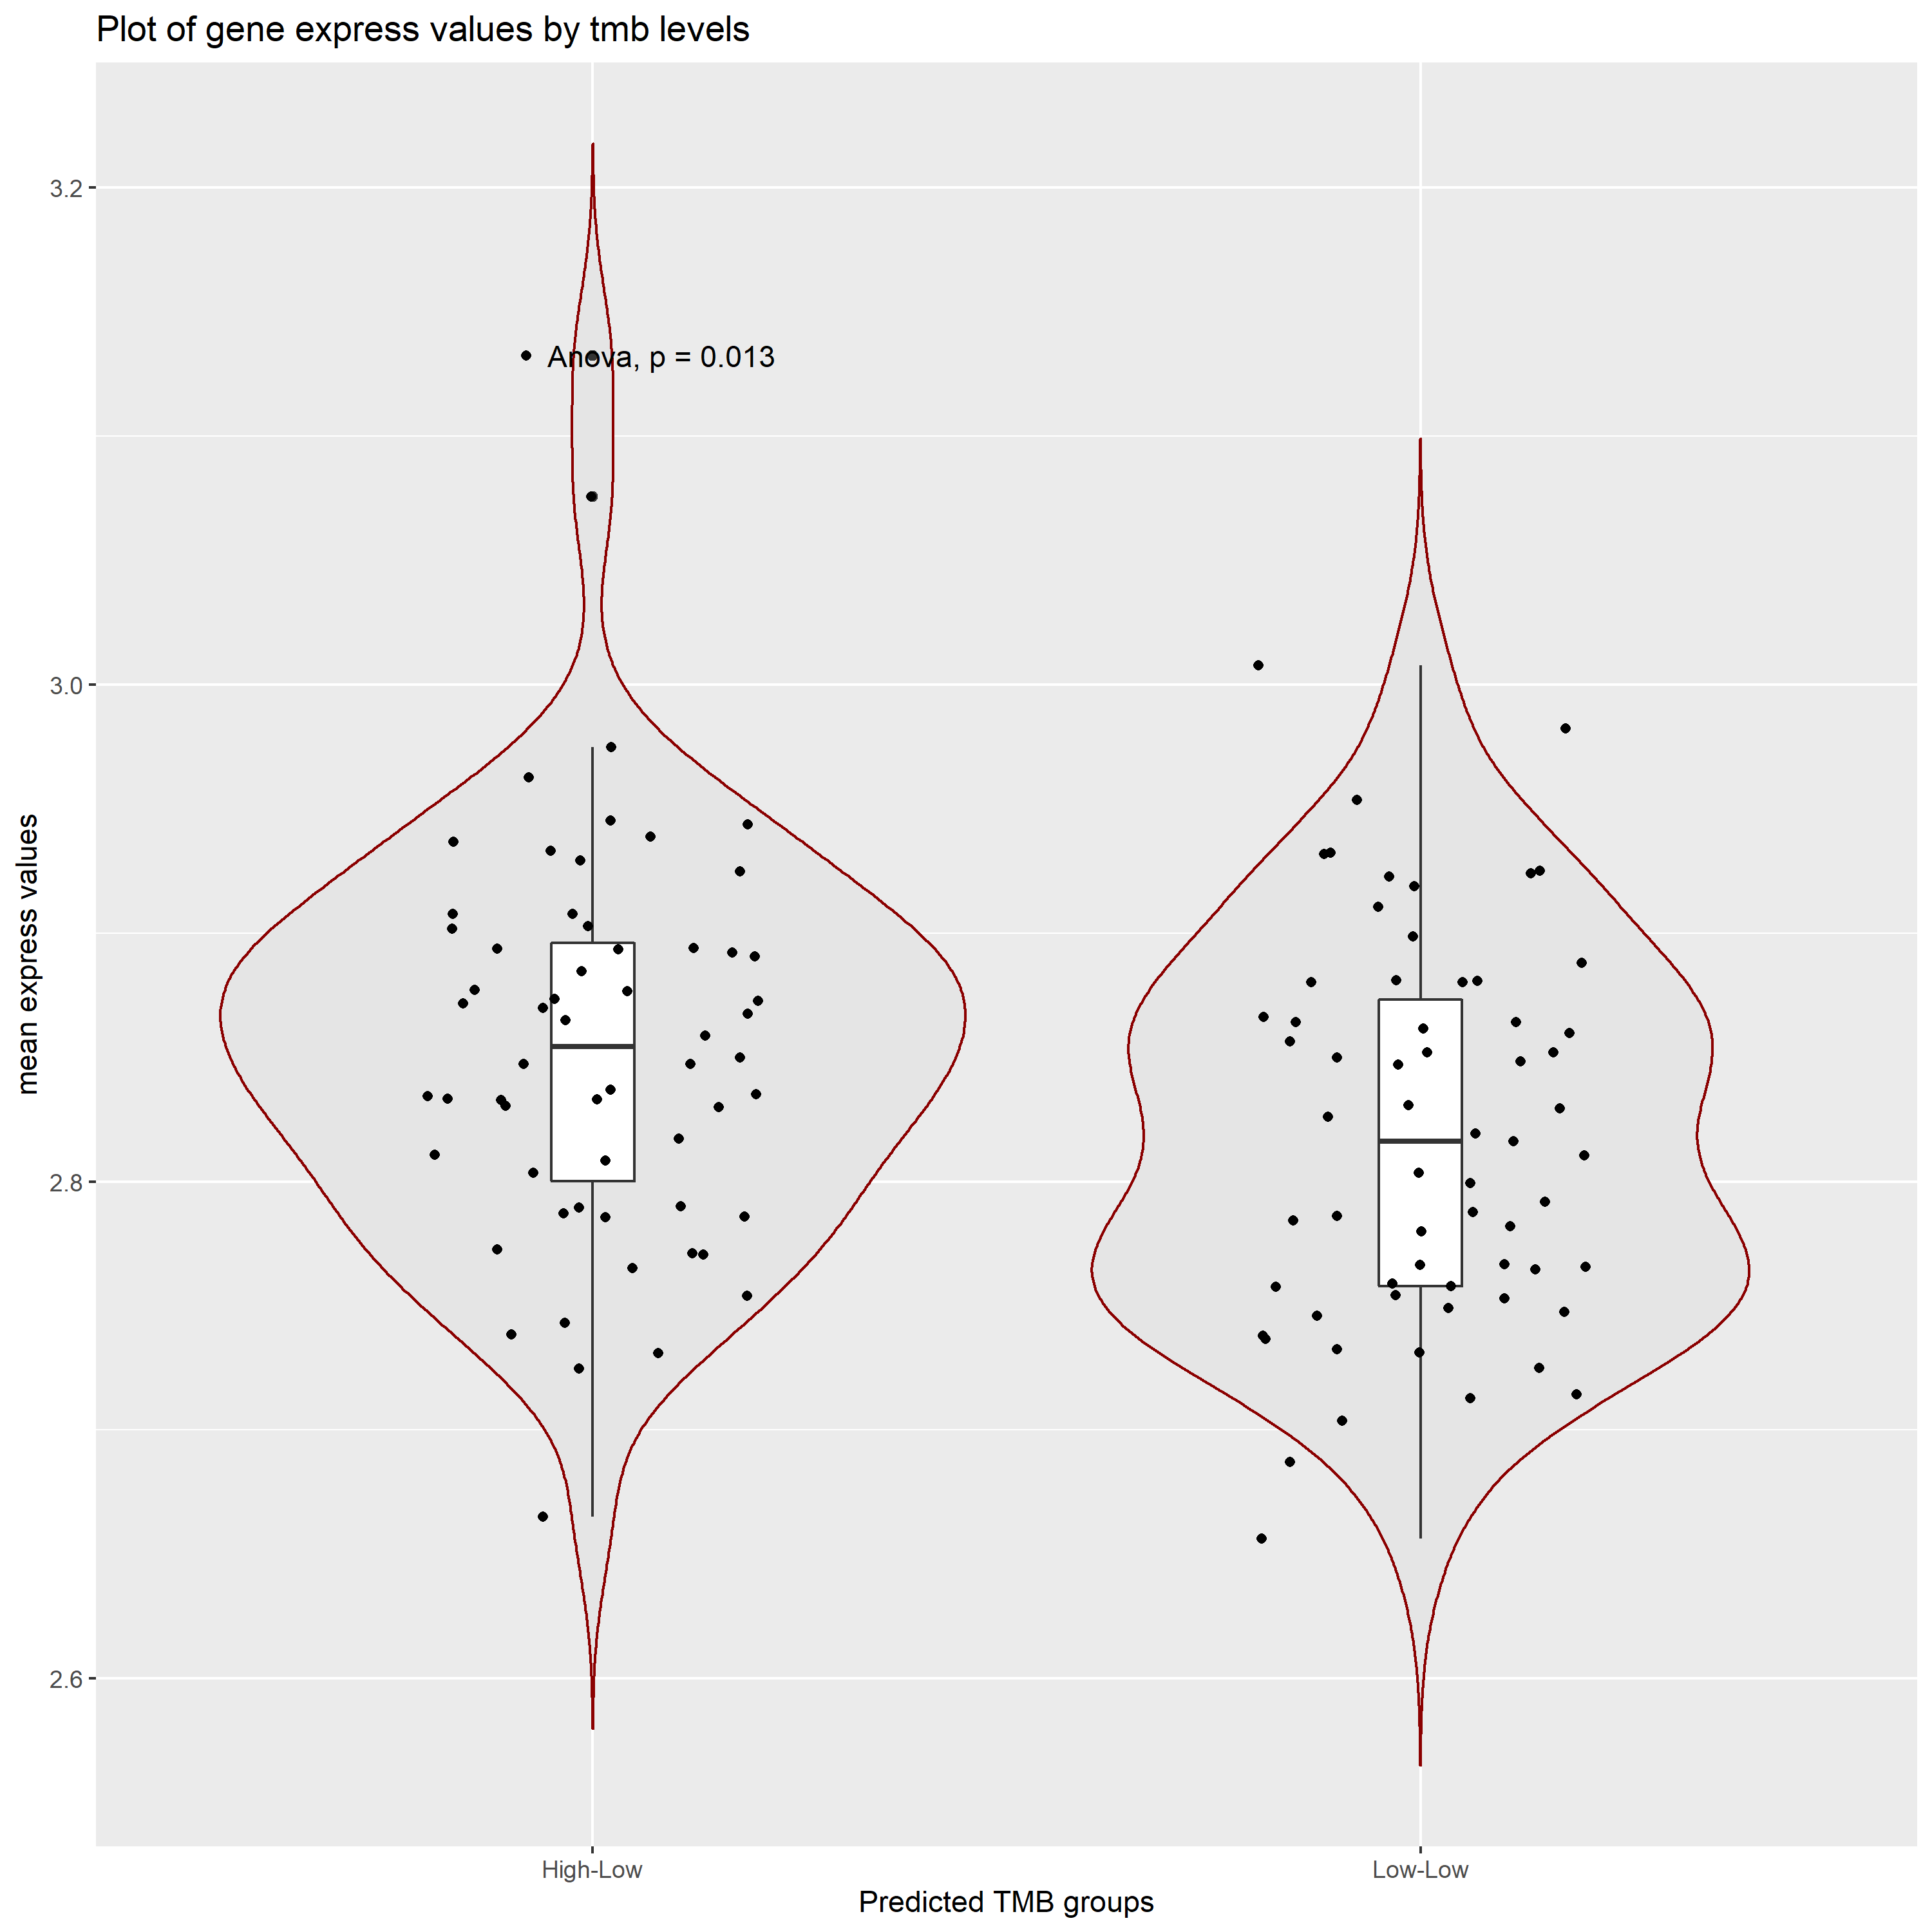 Plot of gene express values by tmb levels
3.2
Anova, p = 0.013
3.0
mean express values
2.8
2.6
High-Low
Low-Low
Predicted TMB groups